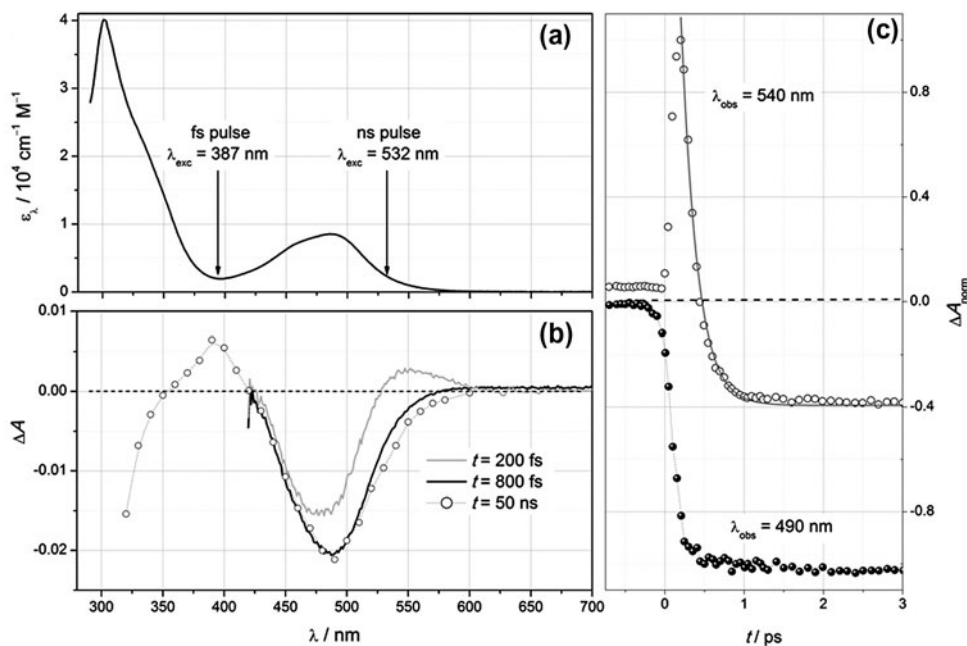 (a)
4
3
2
1
0
ε_λ / 10⁴ cm⁻¹ M⁻¹
fs pulse
λ_exc = 387 nm
ns pulse
λ_exc = 532 nm
(b)
0.01
0.00
-0.01
-0.02
ΔA
t = 200 fs
t = 800 fs
t = 50 ns
300 350 400 450 500 550 600 650 700
λ / nm
(c)
λ_obs = 540 nm
0.8
0.4
0.0
-0.4
-0.8
ΔA_norm
λ_obs = 490 nm
0 1 2 3
t / ps